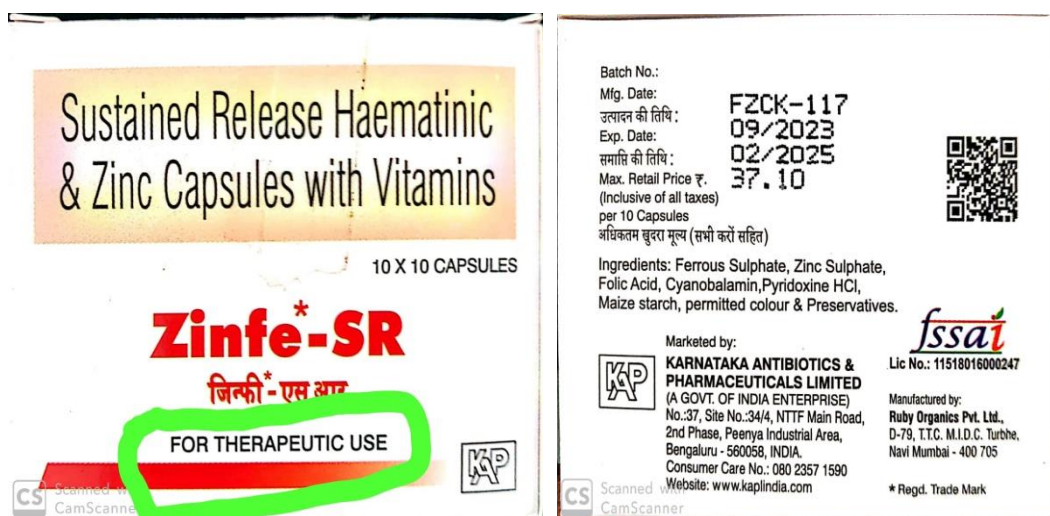 Sustained Release Haematinic
& Zinc Capsules with Vitamins
10 X 10 CAPSULES
Zinfe*-SR
जिन्फी*-एस आर
FOR THERAPEUTIC USE
KAP
CS Scanned with
CamScanner
Batch No.:
Mfg. Date: FZCK-117
उत्पादन की तिथि : 09/2023
Exp. Date:
समाप्ति की तिथि : 02/2025
Max. Retail Price ₹. 37.10
(Inclusive of all taxes)
per 10 Capsules
अधिकतम खुदरा मूल्य (सभी करों सहित)
Ingredients: Ferrous Sulphate, Zinc Sulphate,
Folic Acid, Cyanobalamin,Pyridoxine HCl,
Maize starch, permitted colour & Preservatives.
fssai
Lic No.: 11518016000247
Marketed by:
KAP
KARNATAKA ANTIBIOTICS &
PHARMACEUTICALS LIMITED
(A GOVT. OF INDIA ENTERPRISE)
No.:37, Site No.:34/4, NTTF Main Road,
2nd Phase, Peenya Industrial Area,
Bengaluru - 560058, INDIA.
Consumer Care No.: 080 2357 1590
Website: www.kaplindia.com
Manufactured by:
Ruby Organics Pvt. Ltd.,
D-79, T.T.C. M.I.D.C. Turbhe,
Navi Mumbai - 400 705
* Regd. Trade Mark
CS Scanned with
CamScanner